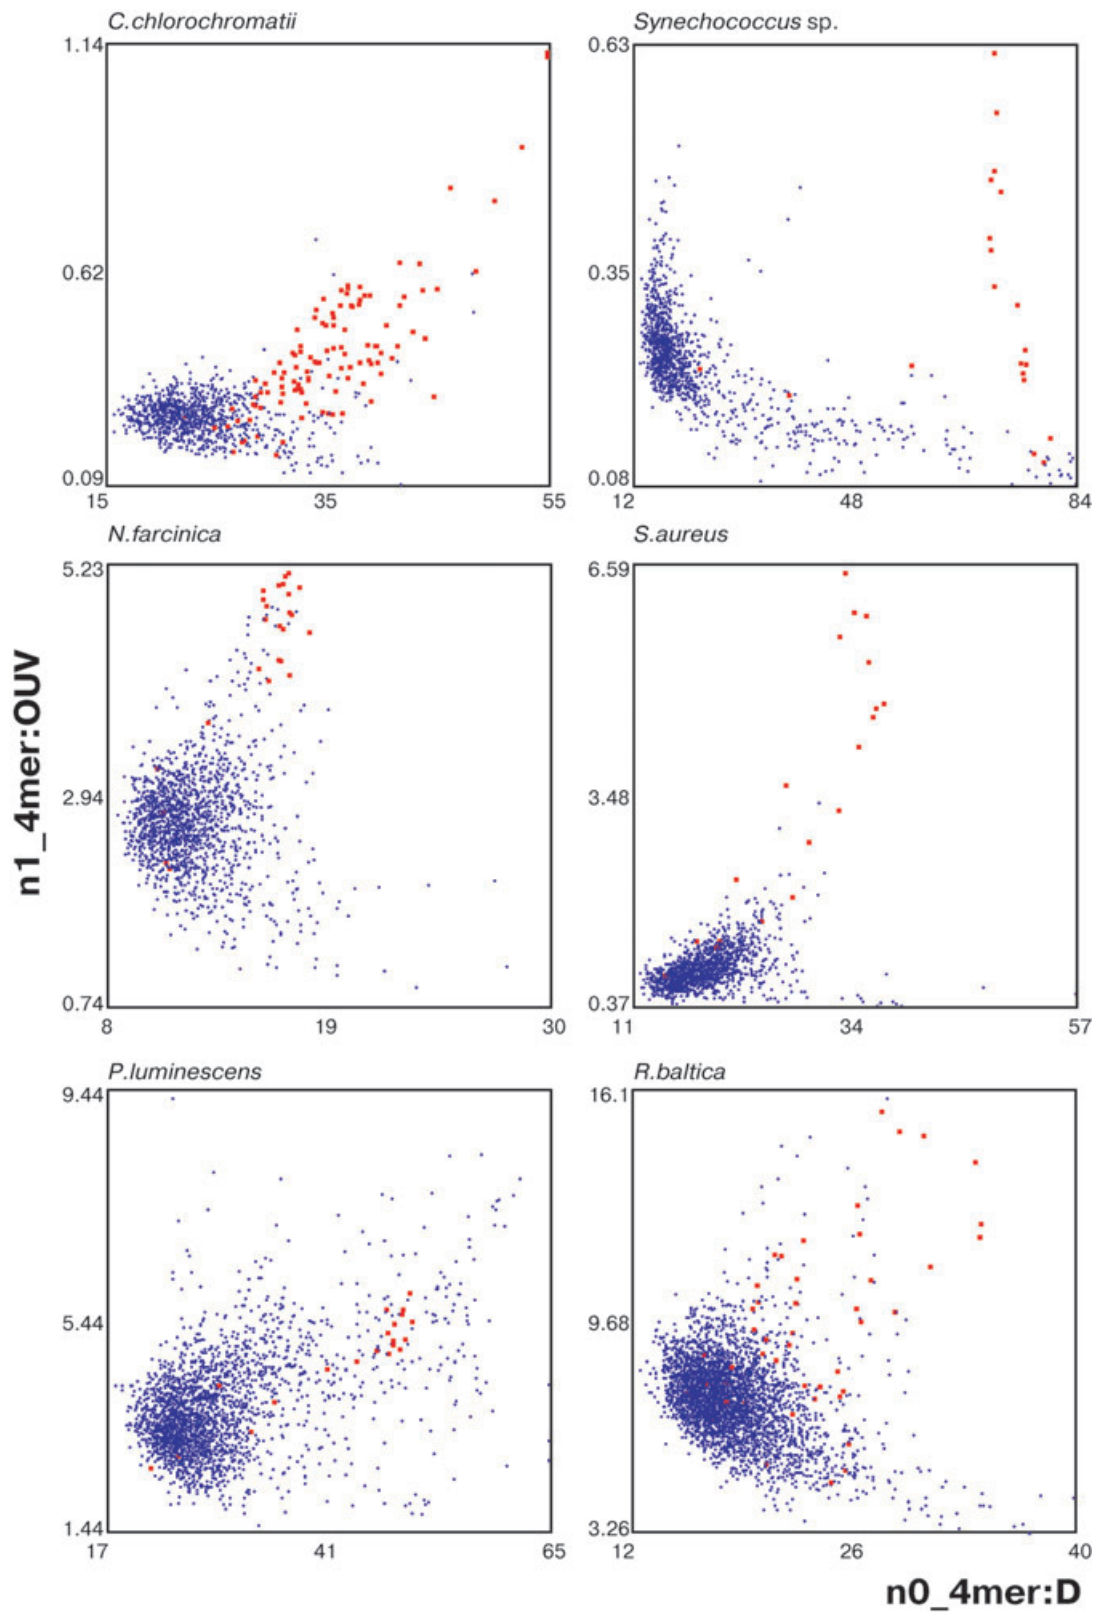 C.chlorochromatii
Synechococcus sp.
1.14
0.62
0.09
15 35 55
0.63
0.35
0.08
12 48 84
N.farcinica
S.aureus
5.23
2.94
0.74
8 19 30
6.59
3.48
0.37
11 34 57
n1_4mer:OUV
P.luminescens
R.baltica
9.44
5.44
1.44
17 41 65
16.1
9.68
3.26
12 26 40
n0_4mer:D